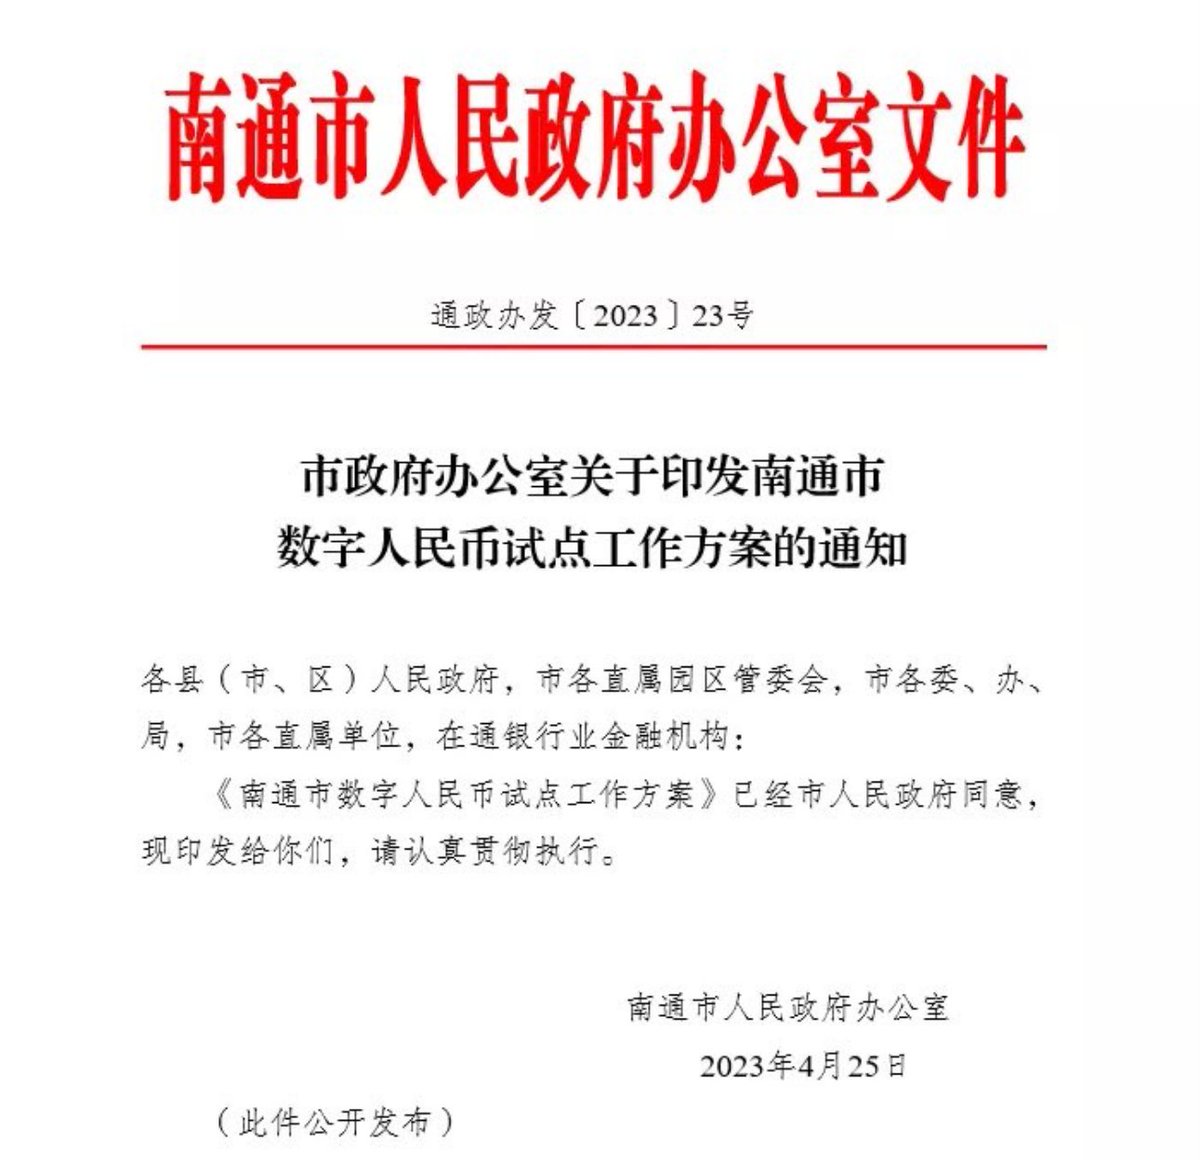 南通市人民政府办公室文件
通政办发〔2023〕23号
市政府办公室关于印发南通市
数字人民币试点工作方案的通知
各县（市、区）人民政府，市各直属园区管委会，市各委、办、
局，市各直属单位，在通银行业金融机构：
《南通市数字人民币试点工作方案》已经市人民政府同意，
现印发给你们，请认真贯彻执行。
南通市人民政府办公室
2023年4月25日
（此件公开发布）